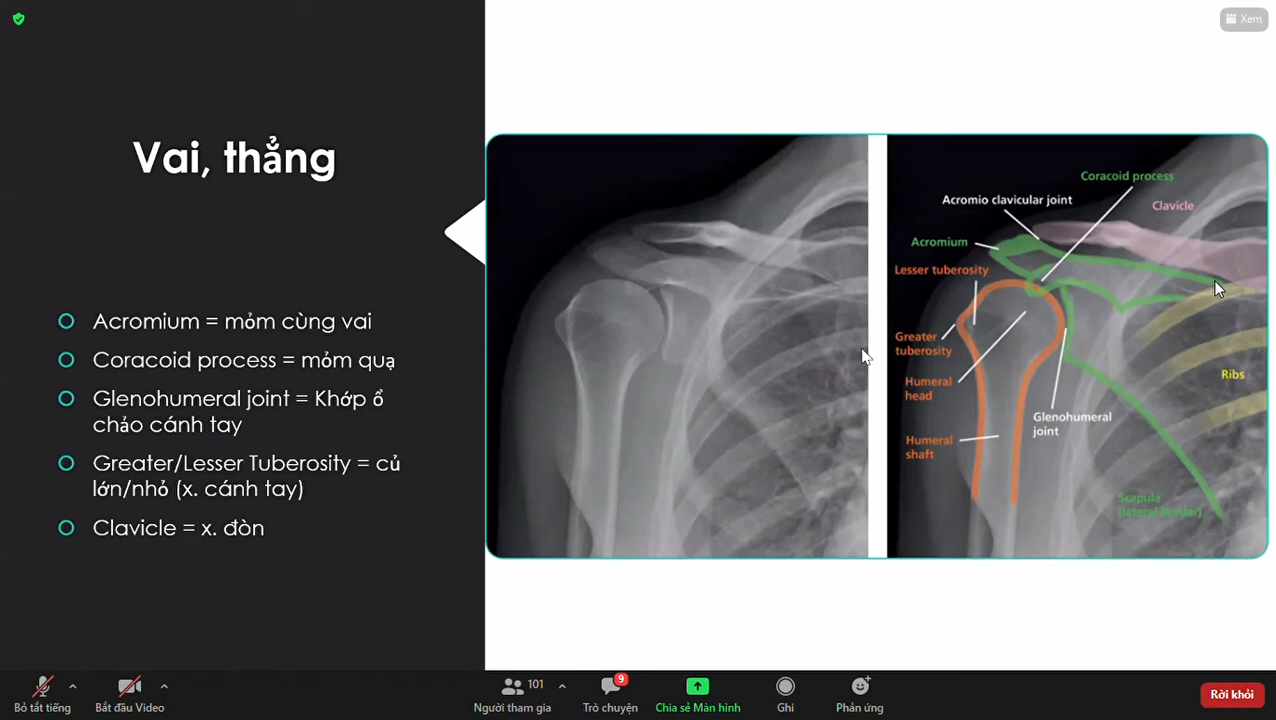 Xem
Vai, thẳng
Acromium = mỏm cùng vai
Coracoid process = mỏm quạ
Glenohumeral joint = Khớp ổ
chảo cánh tay
Greater/Lesser Tuberosity = củ
lớn/nhỏ (x. cánh tay)
Clavicle = x. đòn
Coracoid process
Acromio clavicular joint
Clavicle
Acromium
Lesser tuberosity
Greater
tuberosity
Humeral
head
Ribs
Glenohumeral
joint
Humeral
shaft
Scapula
(lateral border)
Bỏ tắt tiếng
Bắt đầu Video
101
Người tham gia
9
Trò chuyện
Chia sẻ Màn hình
Ghi
Phản ứng
Rời khỏi